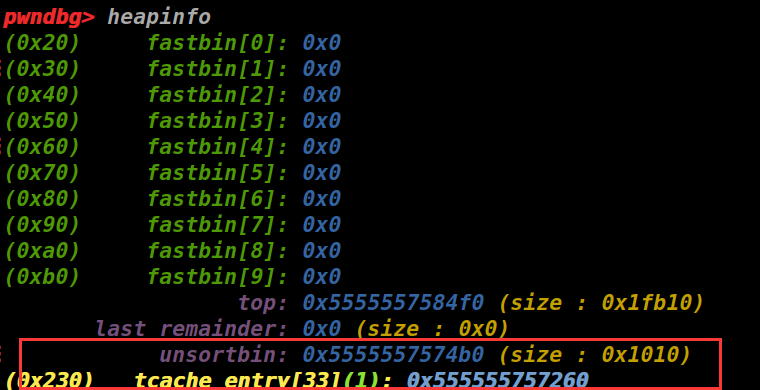 pwndbg> heapinfo
(0x20) fastbin[0]: 0x0
(0x30) fastbin[1]: 0x0
(0x40) fastbin[2]: 0x0
(0x50) fastbin[3]: 0x0
(0x60) fastbin[4]: 0x0
(0x70) fastbin[5]: 0x0
(0x80) fastbin[6]: 0x0
(0x90) fastbin[7]: 0x0
(0xa0) fastbin[8]: 0x0
(0xb0) fastbin[9]: 0x0
top: 0x5555557584f0 (size : 0x1fb10)
last remainder: 0x0 (size : 0x0)
unsortbin: 0x5555557574b0 (size : 0x1010)
(0x230) tcache_entry[33](1): 0x555555757260